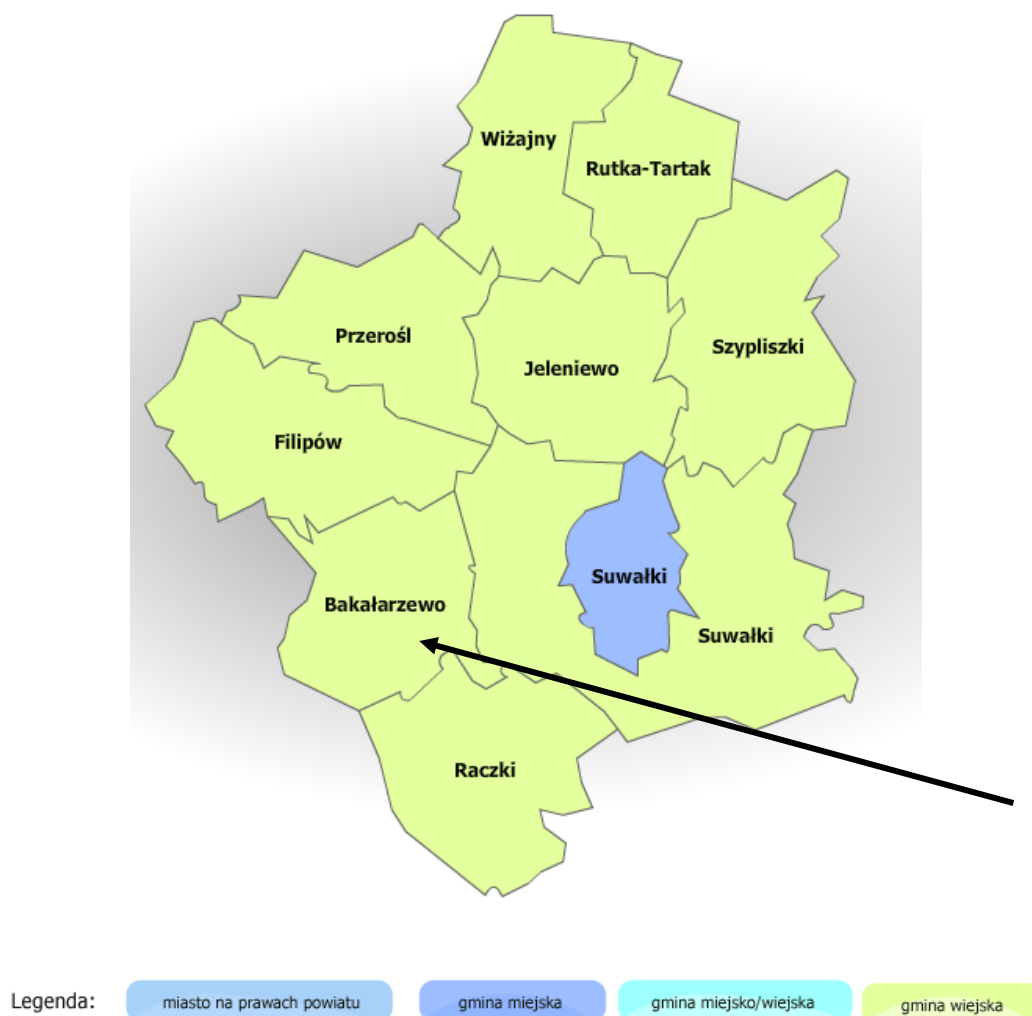 Wiżajny
Rutka-Tartak
Przerośl
Szypliszki
Jeleniewo
Filipów
Suwałki
Bakałarzewo
Suwałki
Raczki
Legenda: miasto na prawach powiatu gmina miejska gmina miejsko/wiejska gmina wiejska